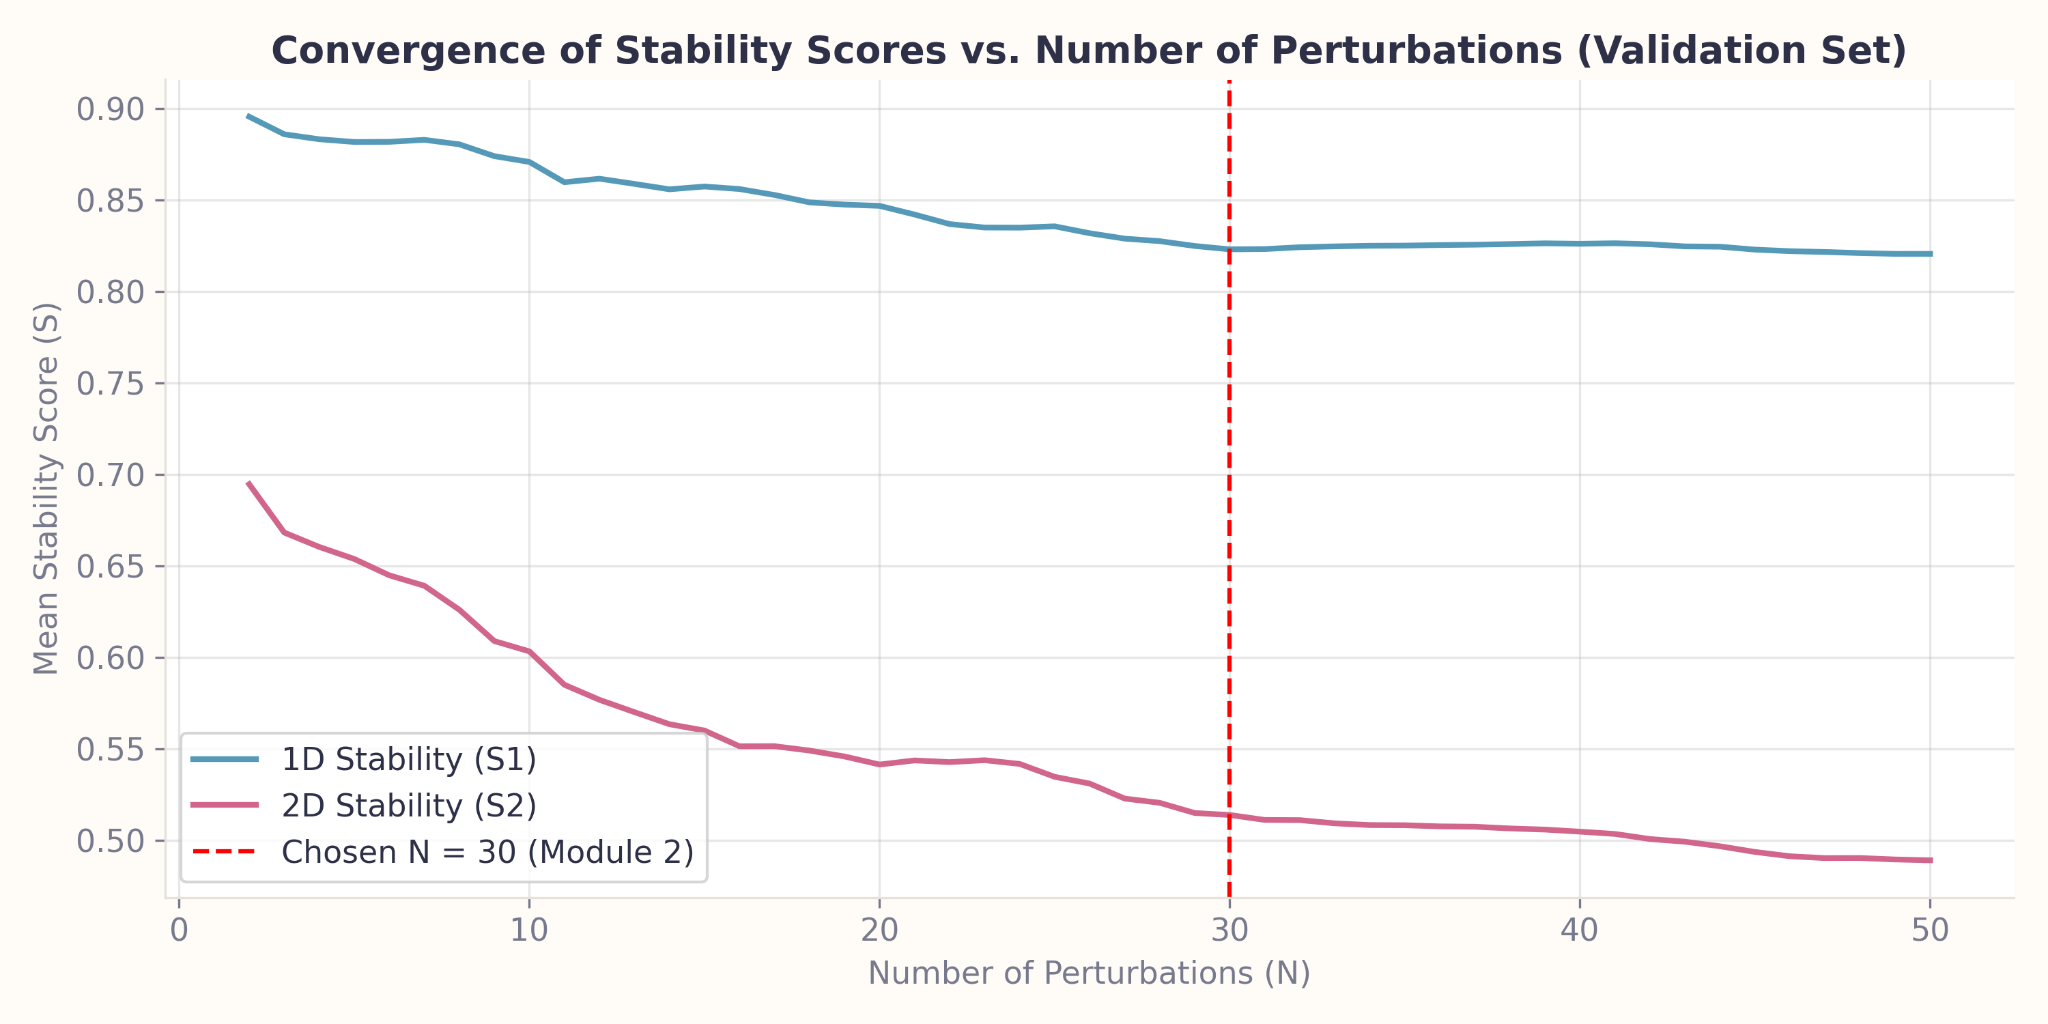 Convergence of Stability Scores vs. Number of Perturbations (Validation Set)
Mean Stability Score (S)
0.90
0.85
0.80
0.75
0.70
0.65
0.60
0.55
0.50
1D Stability (S1)
2D Stability (S2)
Chosen N = 30 (Module 2)
0 10 20 30 40 50
Number of Perturbations (N)